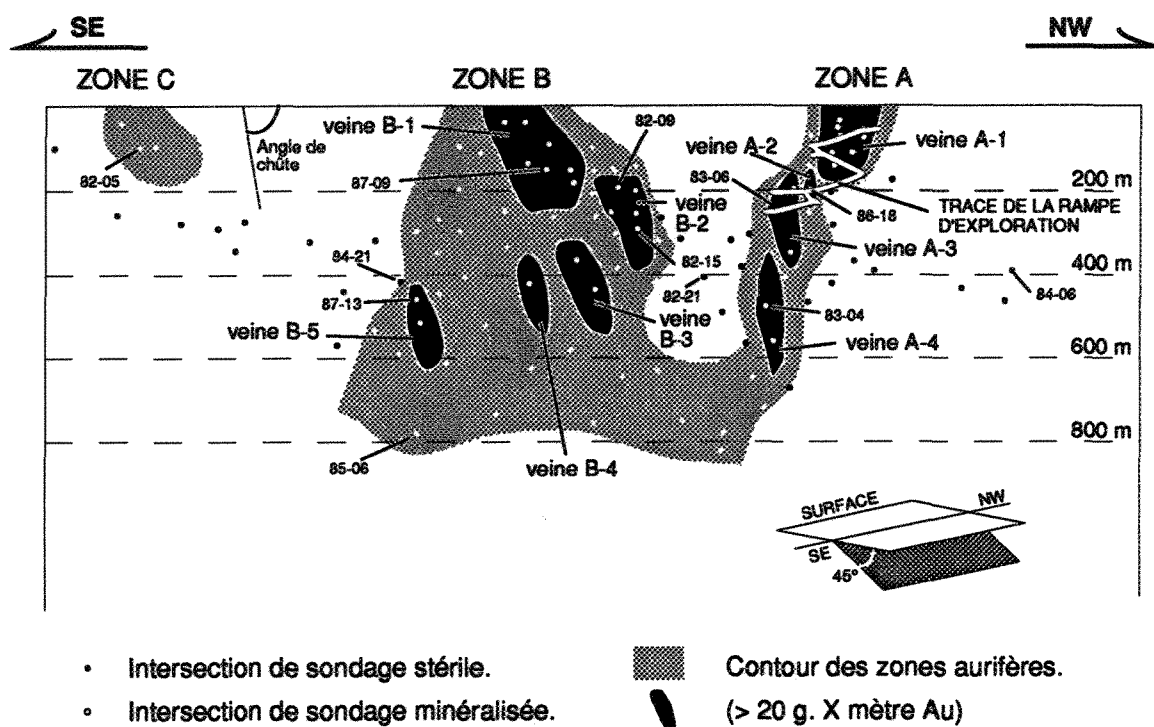 SE
NW
ZONE C
ZONE B
ZONE A
veine B-1
82-09
veine A-2
veine A-1
Angle de
chûte
82-05
87-09
83-06
200 m
veine
B-2
86-18
TRACE DE LA RAMPE
D'EXPLORATION
veine A-3
84-21
82-15
400 m
87-13
82-21
84-06
veine B-5
veine
B-3
83-04
veine A-4
600 m
800 m
85-06
veine B-4
SURFACE
NW
SE
45°
Intersection de sondage stérile.
Contour des zones aurifères.
Intersection de sondage minéralisée.
(> 20 g. X mètre Au)